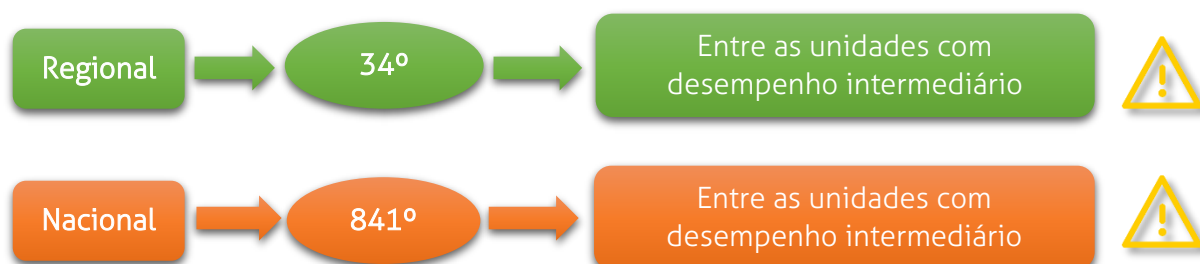 Regional
34º
Entre as unidades com
desempenho intermediário
Nacional
841º
Entre as unidades com
desempenho intermediário